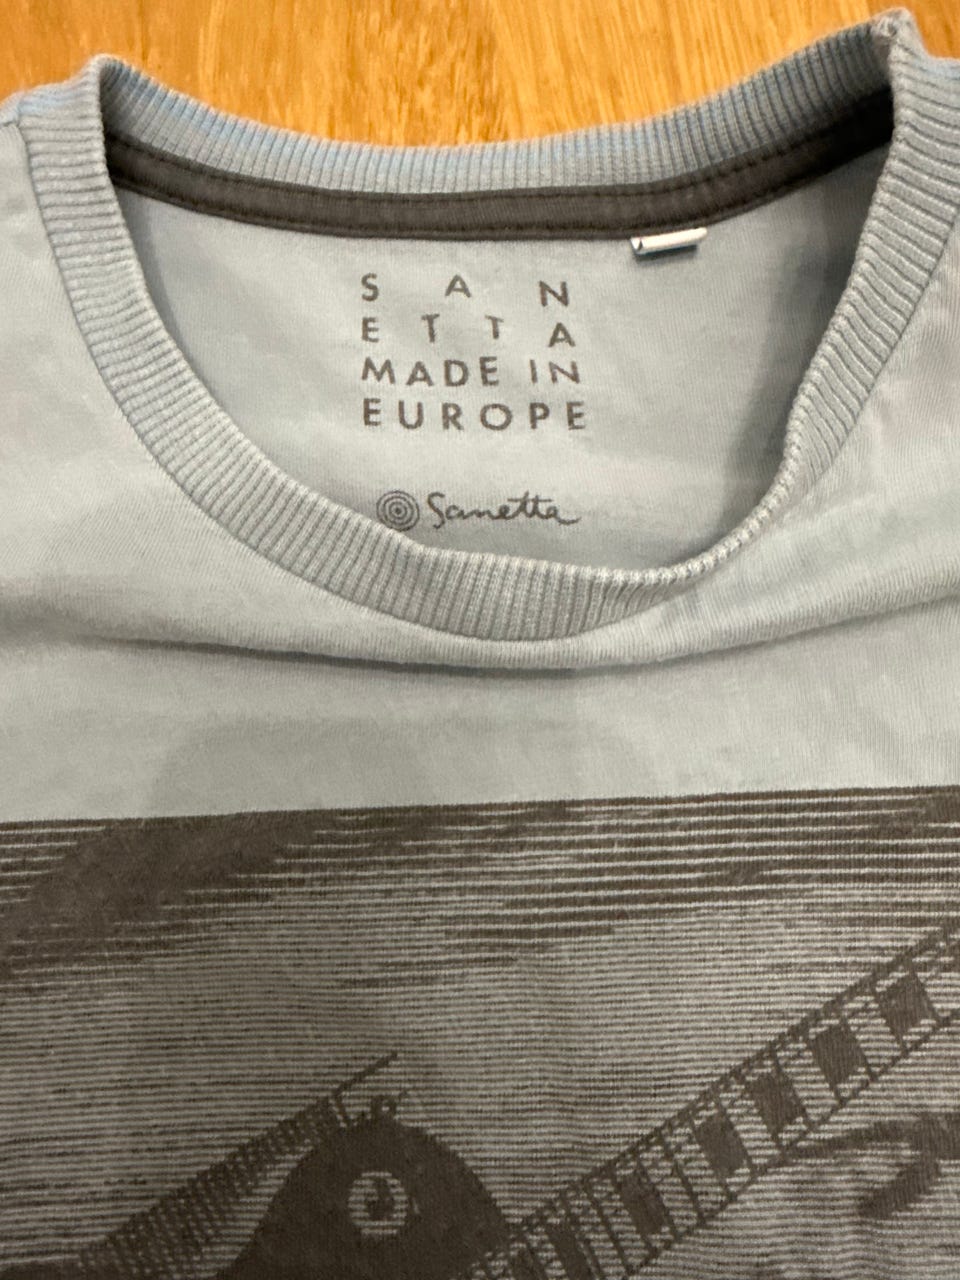 S A N
E T T A
MADE IN
EUROPE
Sanetta